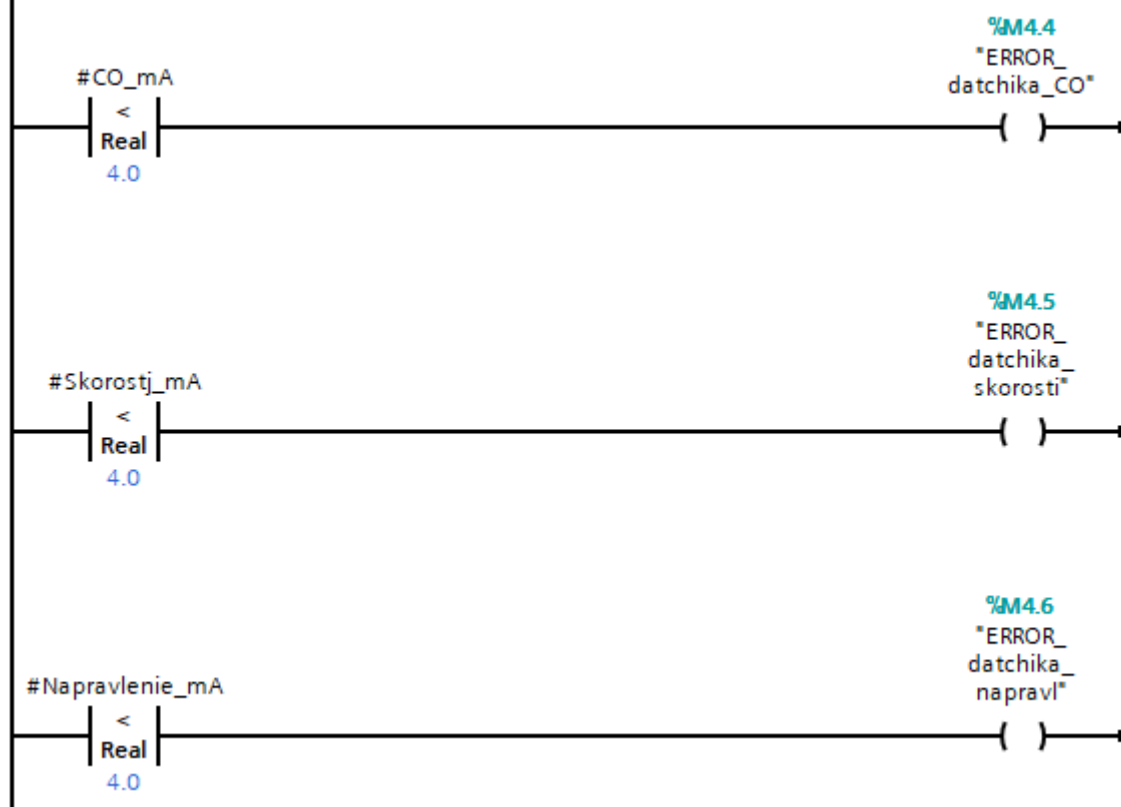 %M4.4
"ERROR_
datchika_CO"
#CO_mA
<
Real
4.0
%M4.5
"ERROR_
datchika_
skorosti"
#Skorostj_mA
<
Real
4.0
%M4.6
"ERROR_
datchika_
napravl"
#Napravlenie_mA
<
Real
4.0